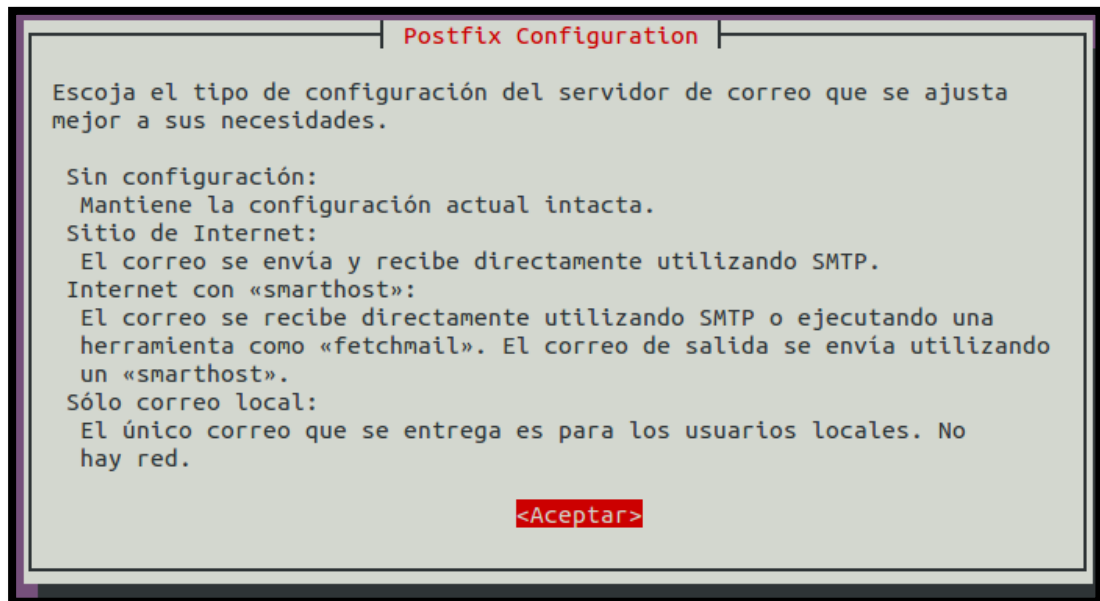 Postfix Configuration
Escoja el tipo de configuración del servidor de correo que se ajusta
mejor a sus necesidades.
Sin configuración:
Mantiene la configuración actual intacta.
Sitio de Internet:
El correo se envía y recibe directamente utilizando SMTP.
Internet con «smarthost»:
El correo se recibe directamente utilizando SMTP o ejecutando una
herramienta como «fetchmail». El correo de salida se envía utilizando
un «smarthost».
Sólo correo local:
El único correo que se entrega es para los usuarios locales. No
hay red.
<Aceptar>